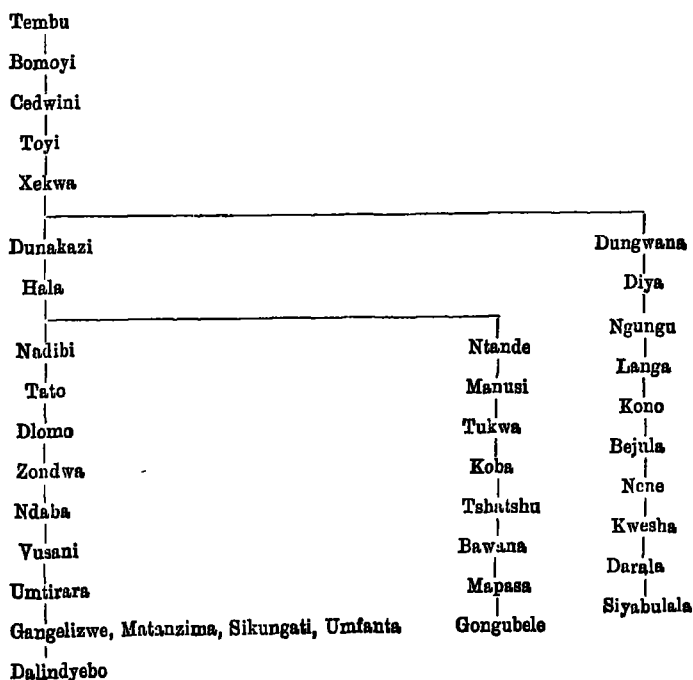 Tembu
Bomoyi
Cedwini
Toyi
Xekwa
Dunakazi
Hala
Nadibi
Tato
Dlomo
Zondwa
Ndaba
Vusani
Umtirara
Gangelizwe, Matanzima, Sikungati, Umfanta
Dalindyebo
Ntande
Manusi
Tukwa
Koba
Tshatshu
Bawana
Mapasa
Gongubele
Dungwana
Diya
Ngungu
Langa
Kono
Bejula
Nene
Kwesha
Darala
Siyabulala